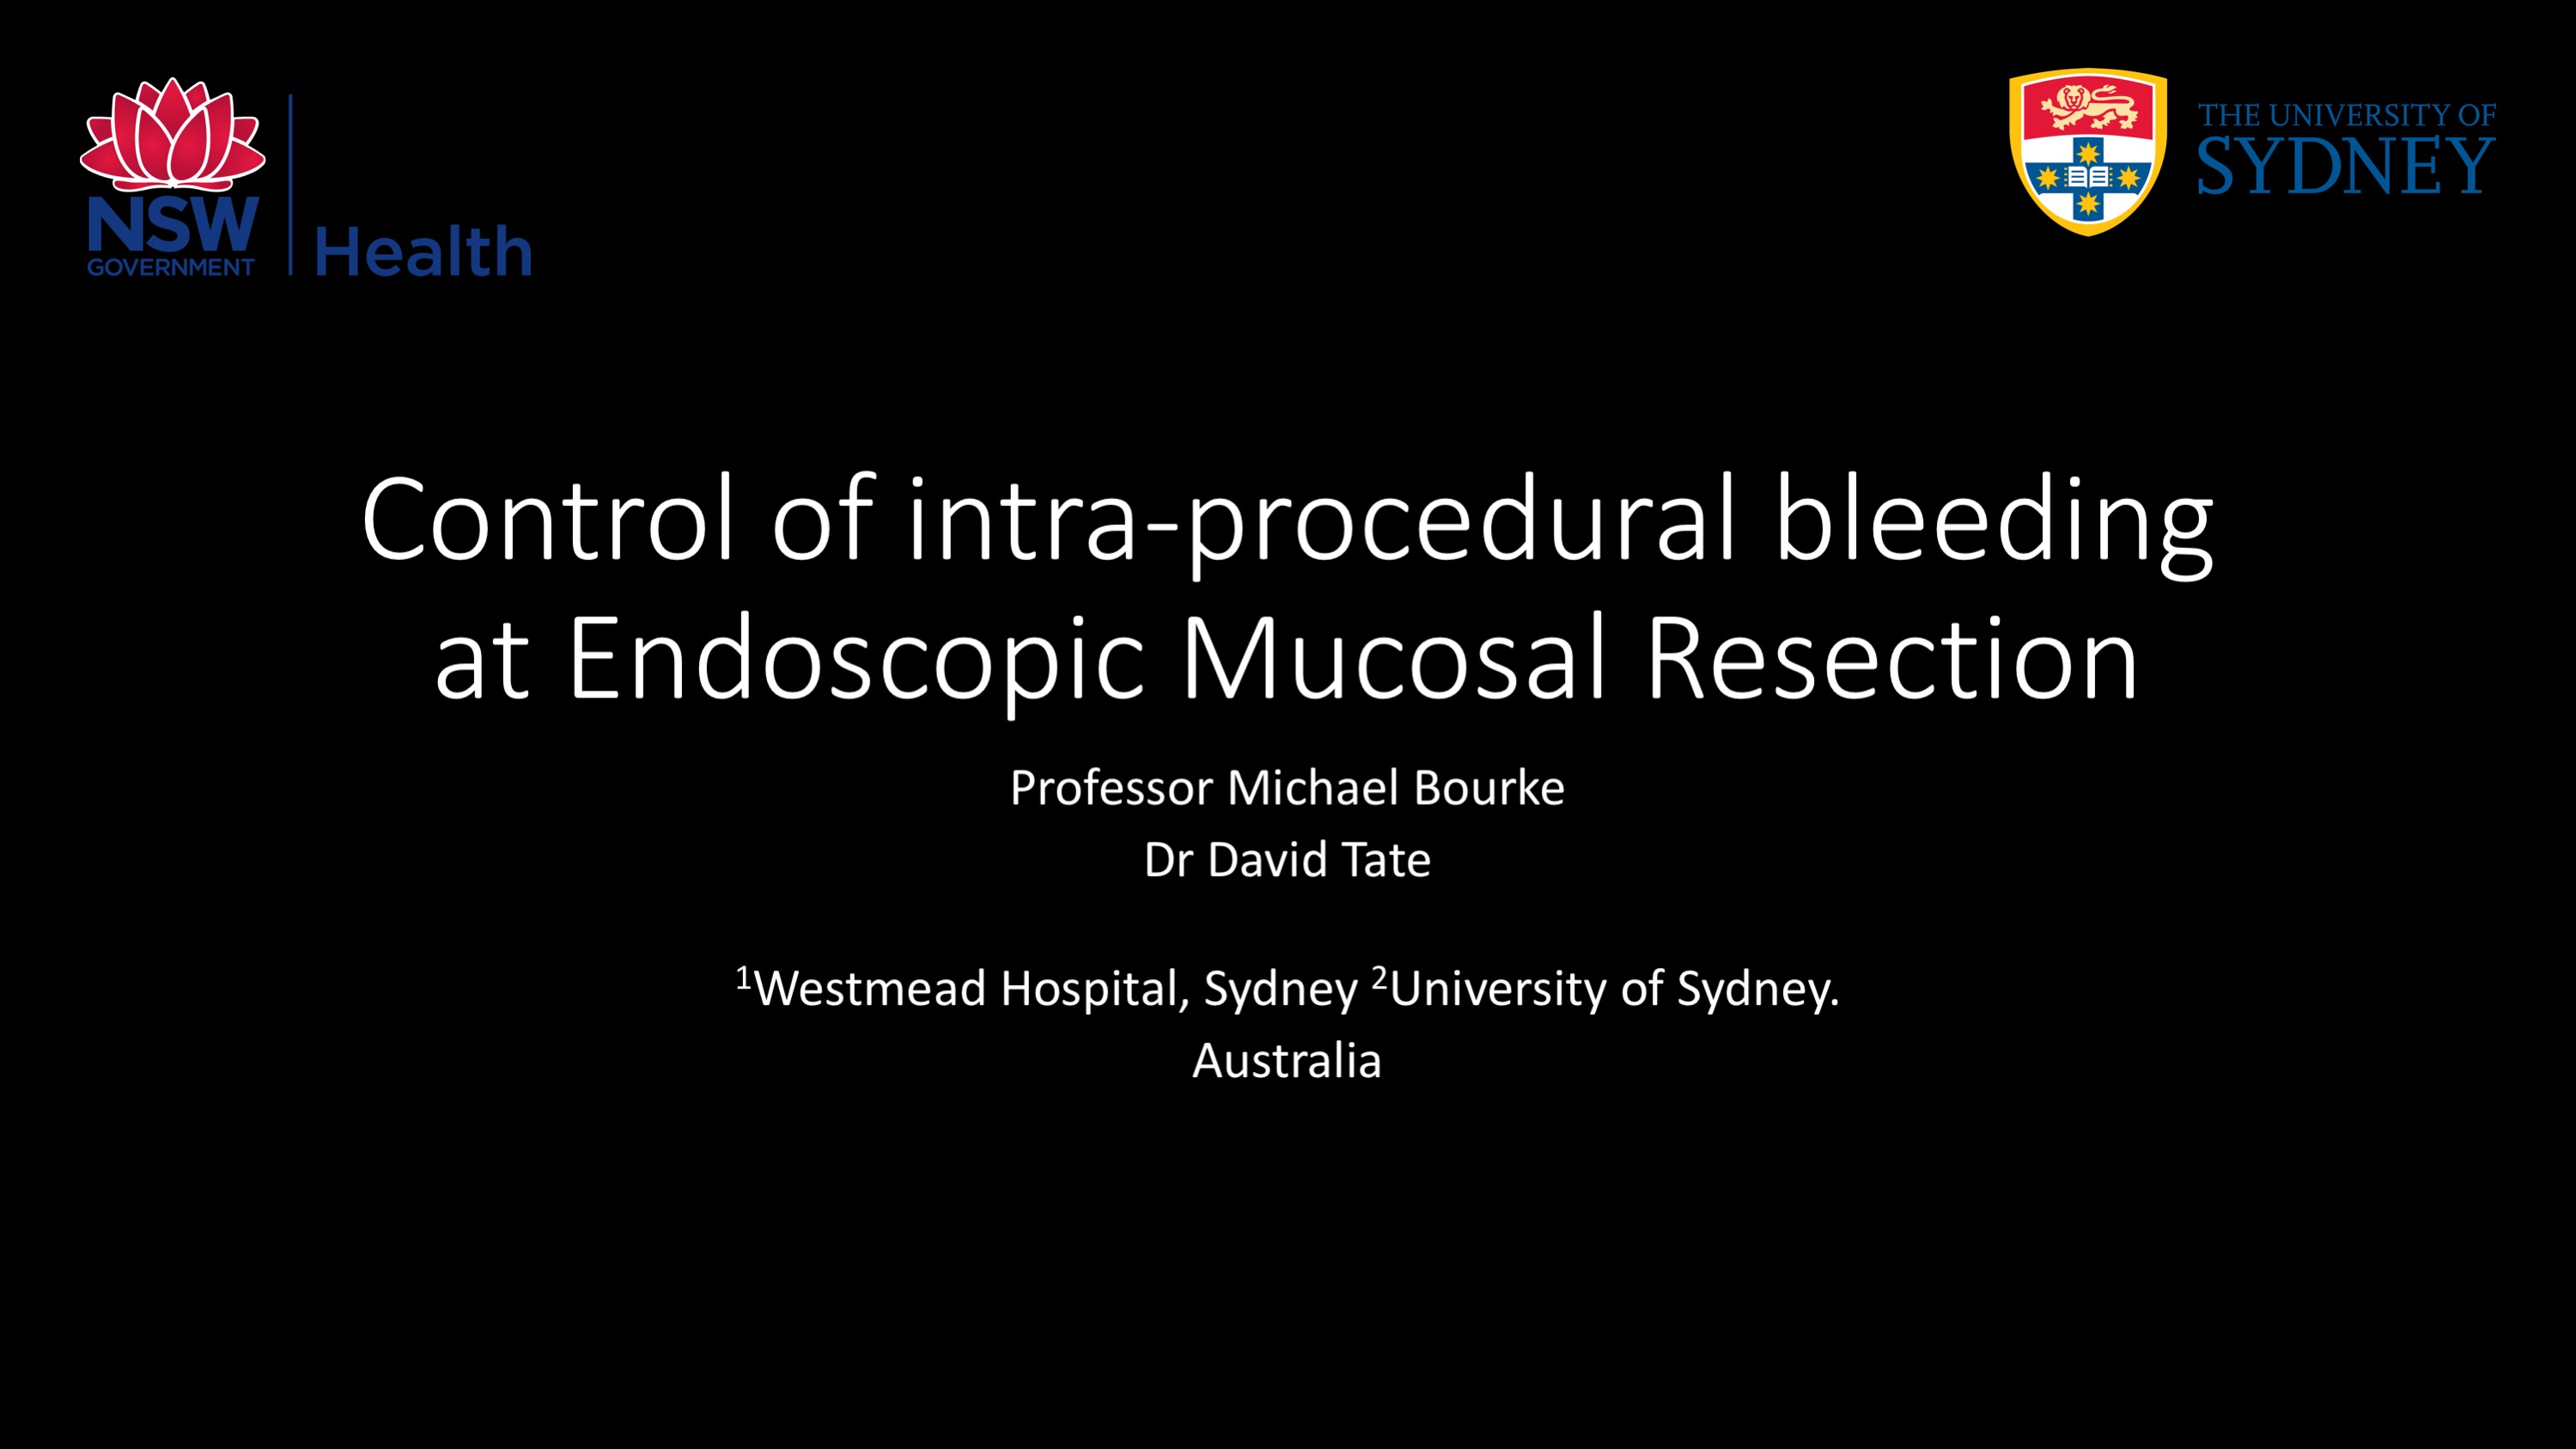 NSW
GOVERNMENT
Health
THE UNIVERSITY OF
SYDNEY
Control of intra-procedural bleeding
at Endoscopic Mucosal Resection
Professor Michael Bourke
Dr David Tate
¹Westmead Hospital, Sydney ²University of Sydney.
Australia